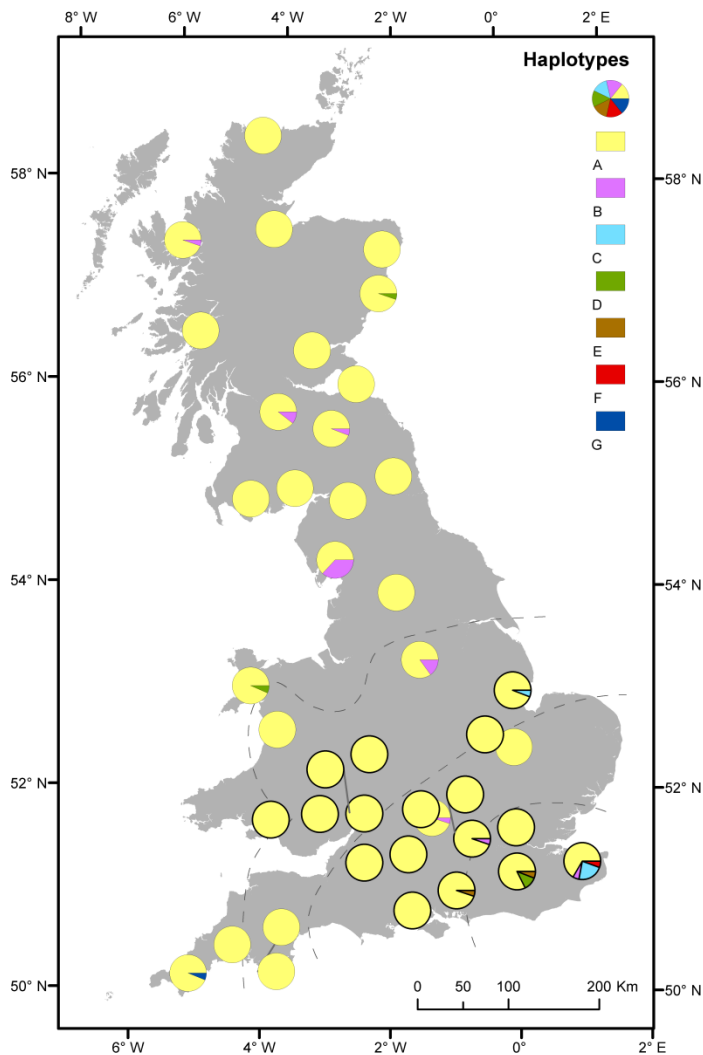 8° W 6° W 4° W 2° W 0° 2° E
Haplotypes
A
58° N 58° N
B
C
D
E
56° N 56° N
F
G
54° N 54° N
52° N 52° N
0 50 100 200 Km
50° N 50° N
6° W 4° W 2° W 0° 2° E